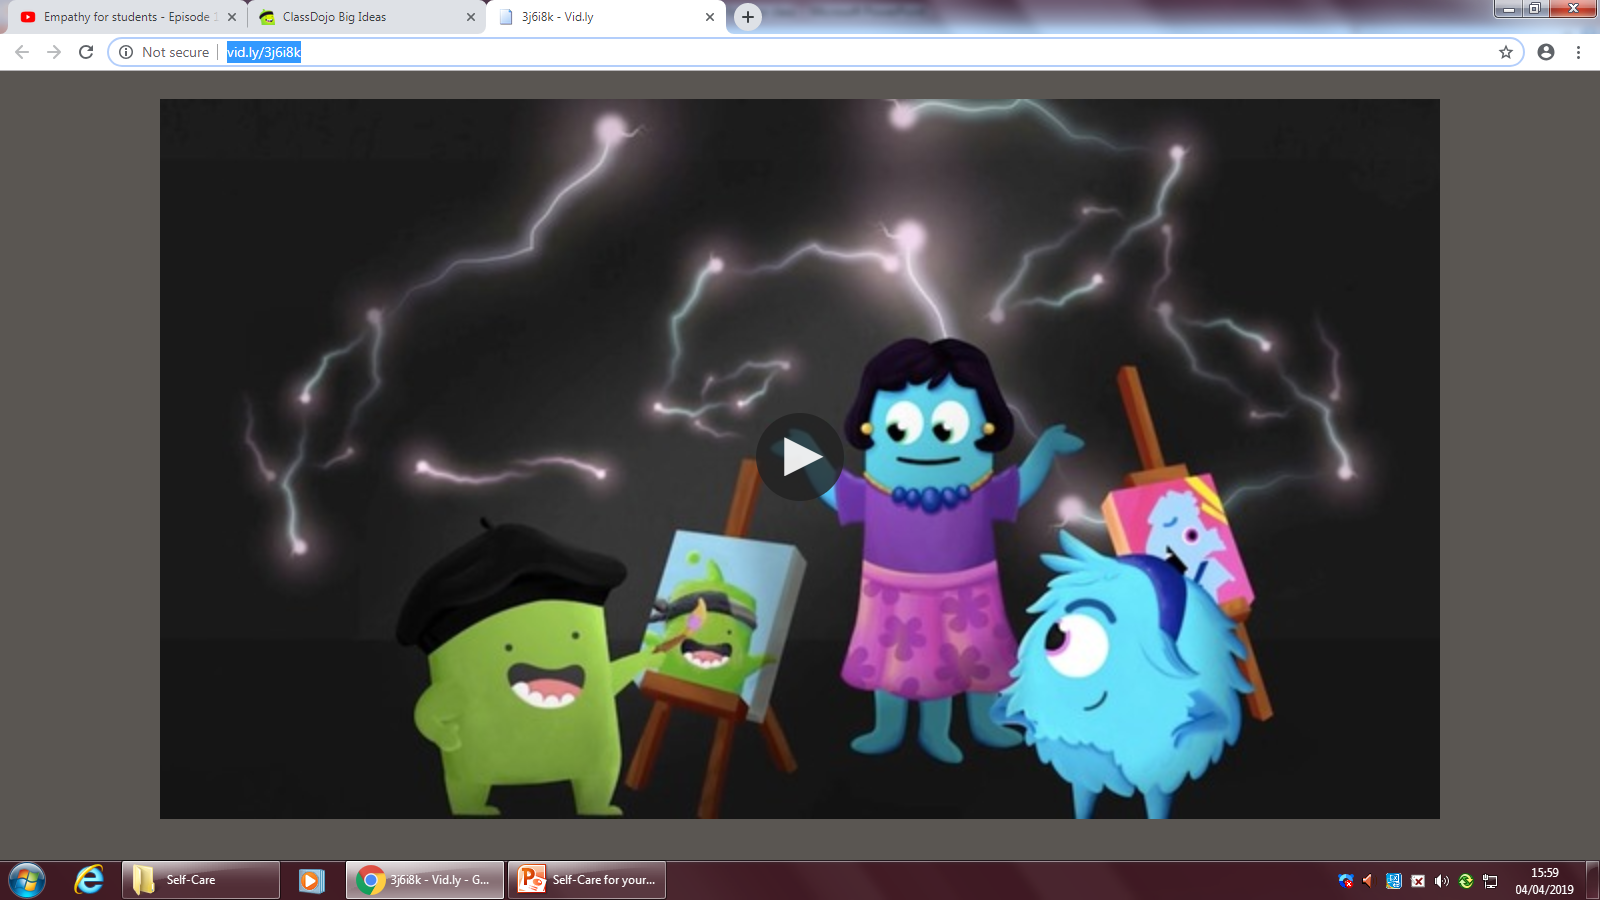 Empathy for students - Episode 1
ClassDojo Big Ideas
3j6i8k - Vid.ly
Not secure
vid.ly/3j6i8k
Self-Care
3j6i8k - Vid.ly - G...
Self-Care for your...
15:59
04/04/2019